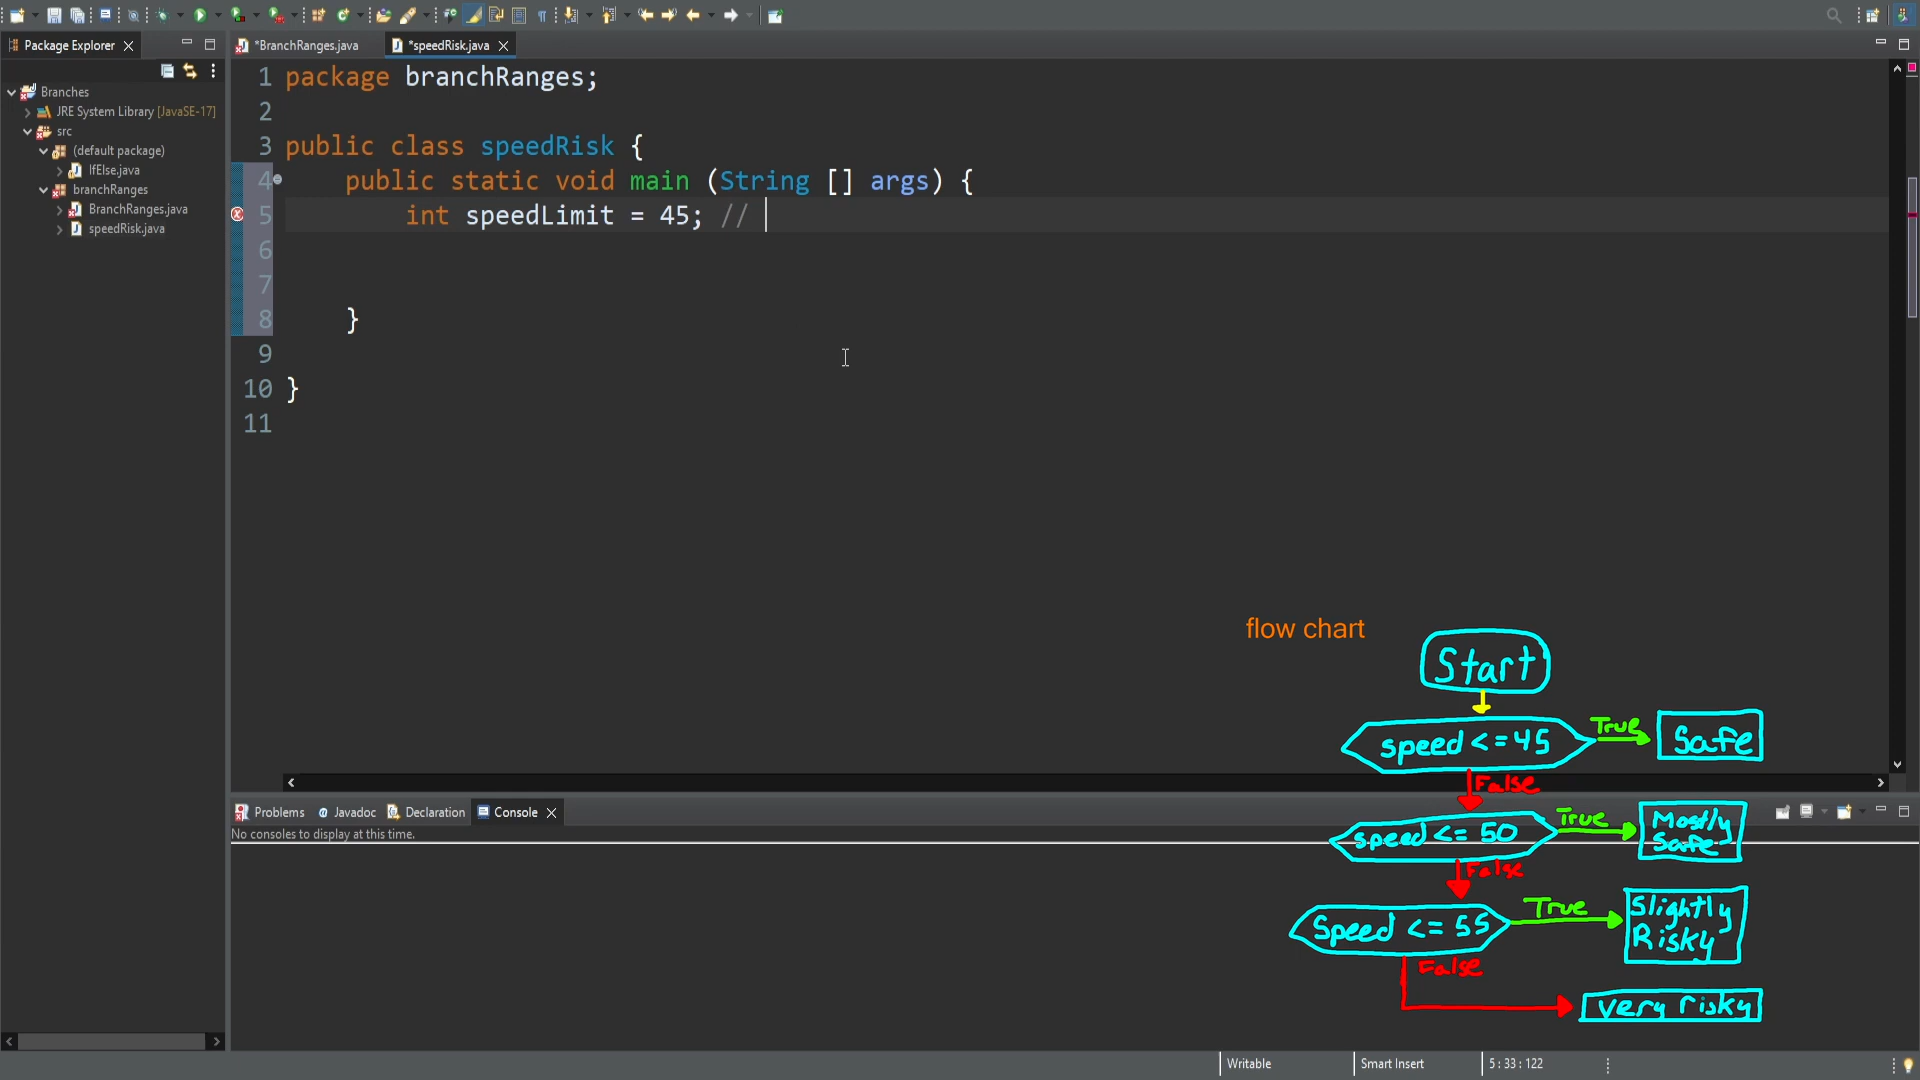 Package Explorer
*BranchRanges.java
*speedRisk.java
Branches
JRE System Library [JavaSE-17]
src
(default package)
IfElse.java
branchRanges
BranchRanges.java
speedRisk.java
1 package branchRanges;
2
3 public class speedRisk {
4 public static void main (String [] args) {
5 int speedLimit = 45; //
6
7
8 }
9
10 }
11
flow chart
Start
speed <=45
True
Safe
False
speed <= 50
True
Mostly
Safe
False
Speed <= 55
True
Slightly
Risky
False
very risky
Problems
Javadoc
Declaration
Console
No consoles to display at this time.
Writable
Smart Insert
5 : 33 : 122